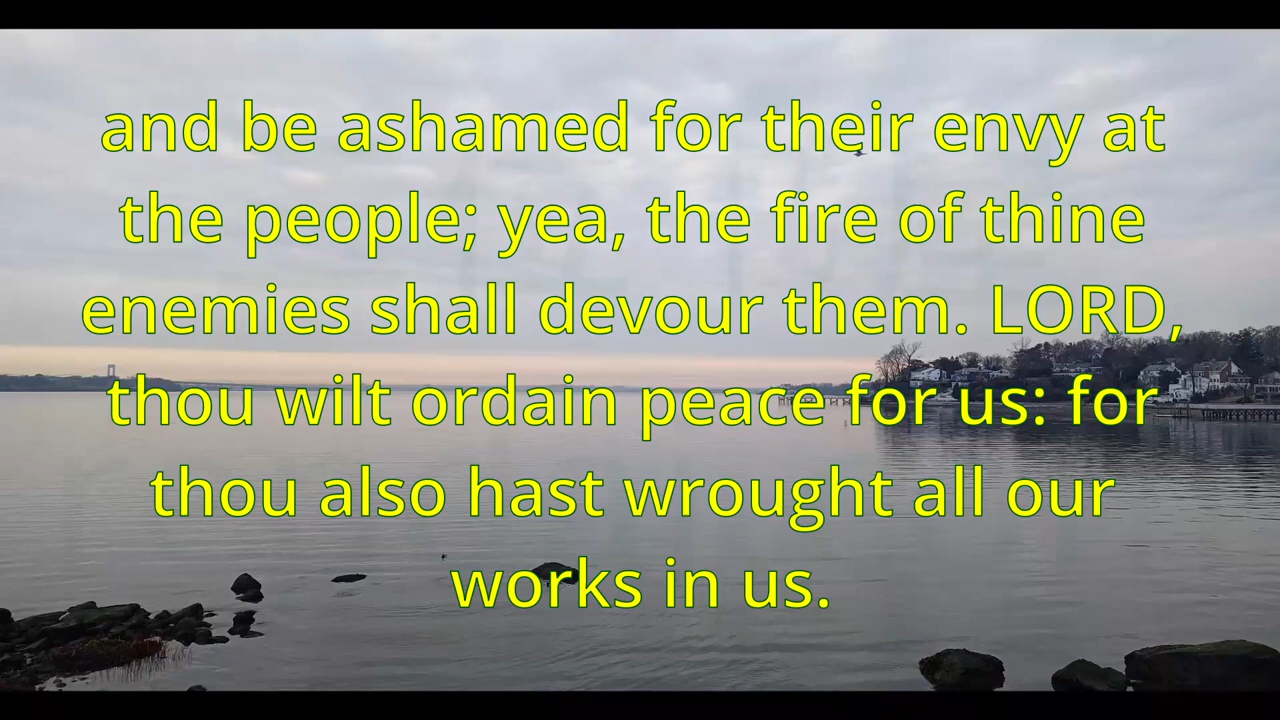 and be ashamed for their envy at
the people; yea, the fire of thine
enemies shall devour them. LORD,
thou wilt ordain peace for us: for
thou also hast wrought all our
works in us.